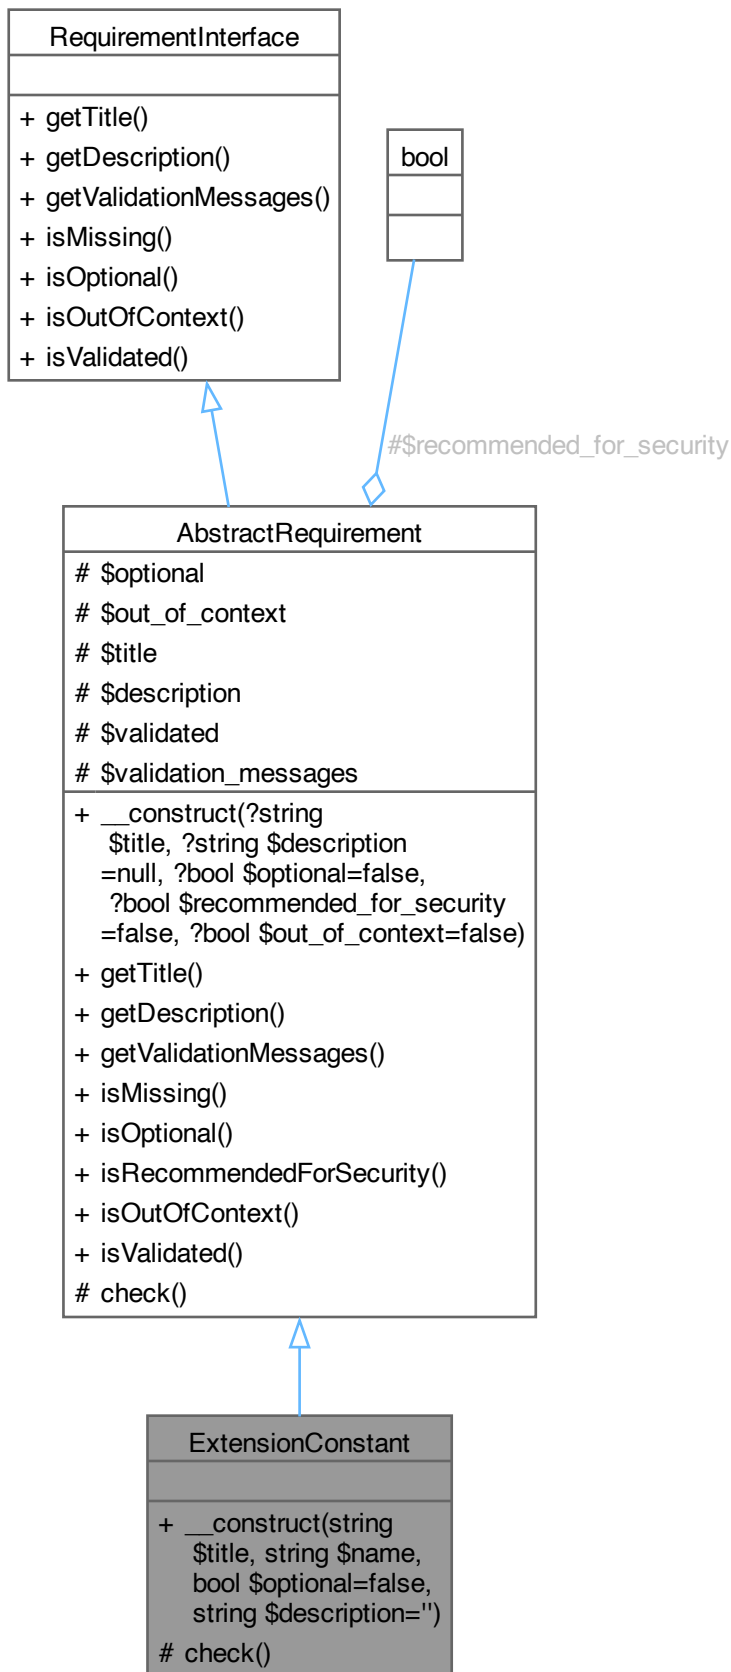 RequirementInterface
+ getTitle()
+ getDescription()
+ getValidationMessages()
+ isMissing()
+ isOptional()
+ isOutOfContext()
+ isValidated()
bool
#$recommended_for_security
AbstractRequirement
# $optional
# $out_of_context
# $title
# $description
# $validated
# $validation_messages
+ __construct(?string
$title, ?string $description
=null, ?bool $optional=false,
?bool $recommended_for_security
=false, ?bool $out_of_context=false)
+ getTitle()
+ getDescription()
+ getValidationMessages()
+ isMissing()
+ isOptional()
+ isRecommendedForSecurity()
+ isOutOfContext()
+ isValidated()
# check()
ExtensionConstant
+ __construct(string
$title, string $name,
bool $optional=false,
string $description='')
# check()